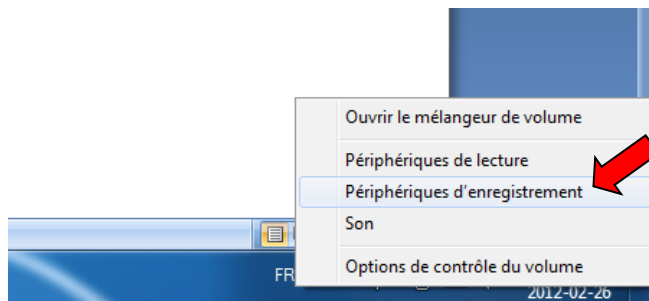 Ouvrir le mélangeur de volume
Périphériques de lecture
Périphériques d'enregistrement
Son
Options de contrôle du volume
FR
2012-02-26